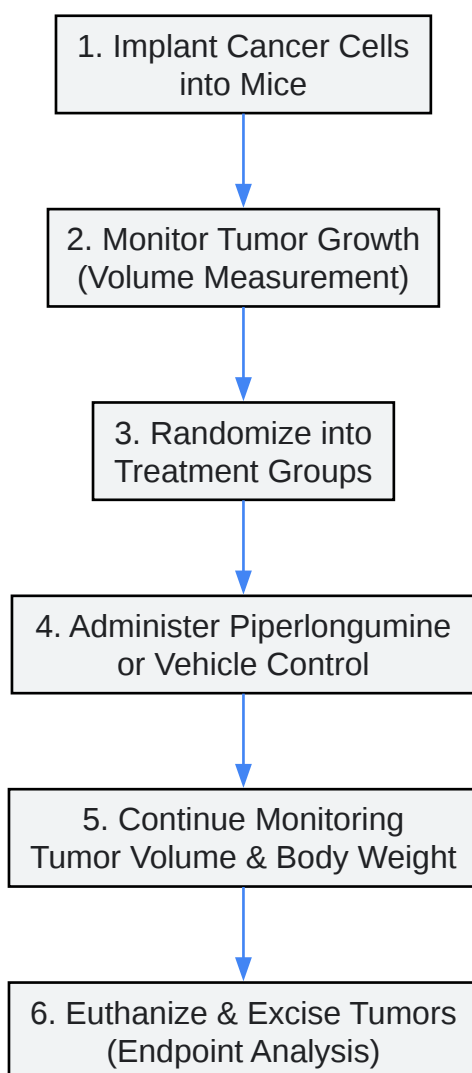 1. Implant Cancer Cells
into Mice
2. Monitor Tumor Growth
(Volume Measurement)
3. Randomize into
Treatment Groups
4. Administer Piperlongumine
or Vehicle Control
5. Continue Monitoring
Tumor Volume & Body Weight
6. Euthanize & Excise Tumors
(Endpoint Analysis)